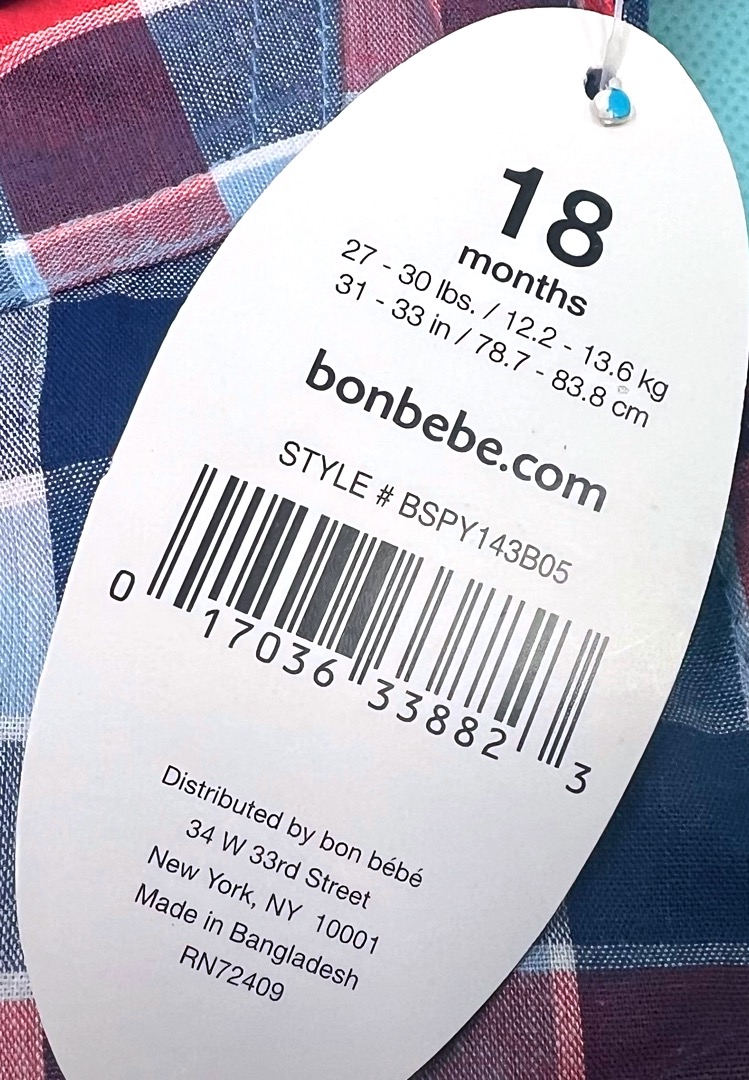 18
months
27 - 30 lbs. / 12.2 - 13.6 kg
31 - 33 in / 78.7 - 83.8 cm
bonbebe.com
STYLE # BSPY143B05
0 17036 33882 3
Distributed by bon bébé
34 W 33rd Street
New York, NY 10001
Made in Bangladesh
RN72409